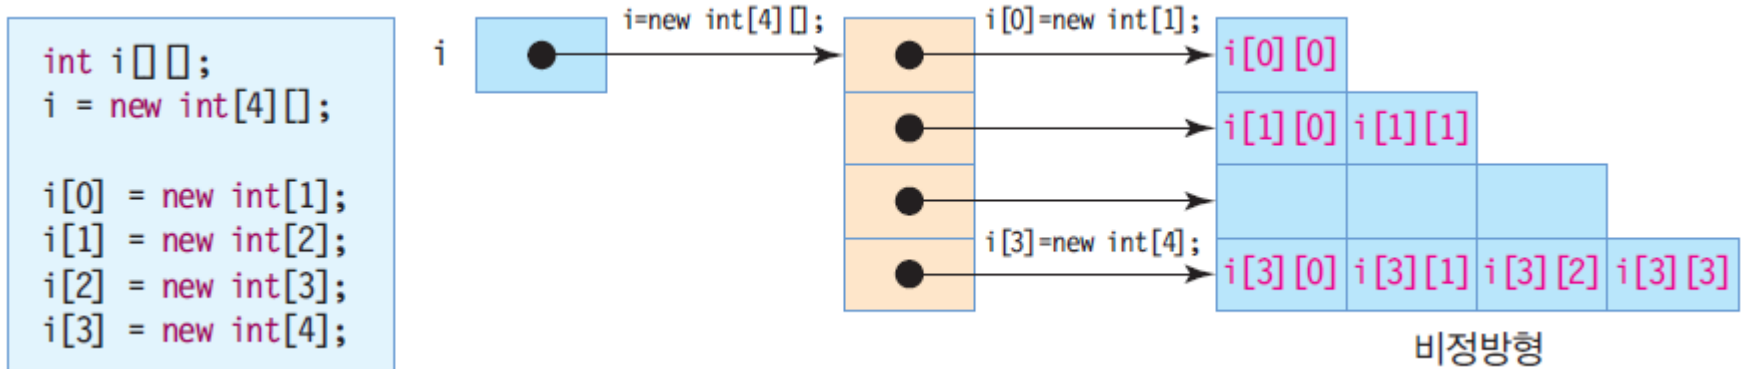 int i[][];
i = new int[4][];
i[0] = new int[1];
i[1] = new int[2];
i[2] = new int[3];
i[3] = new int[4];
i
i=new int[4][];
i[0]=new int[1];
i[0][0]
i[1][0] i[1][1]
i[3]=new int[4];
i[3][0] i[3][1] i[3][2] i[3][3]
비정방형